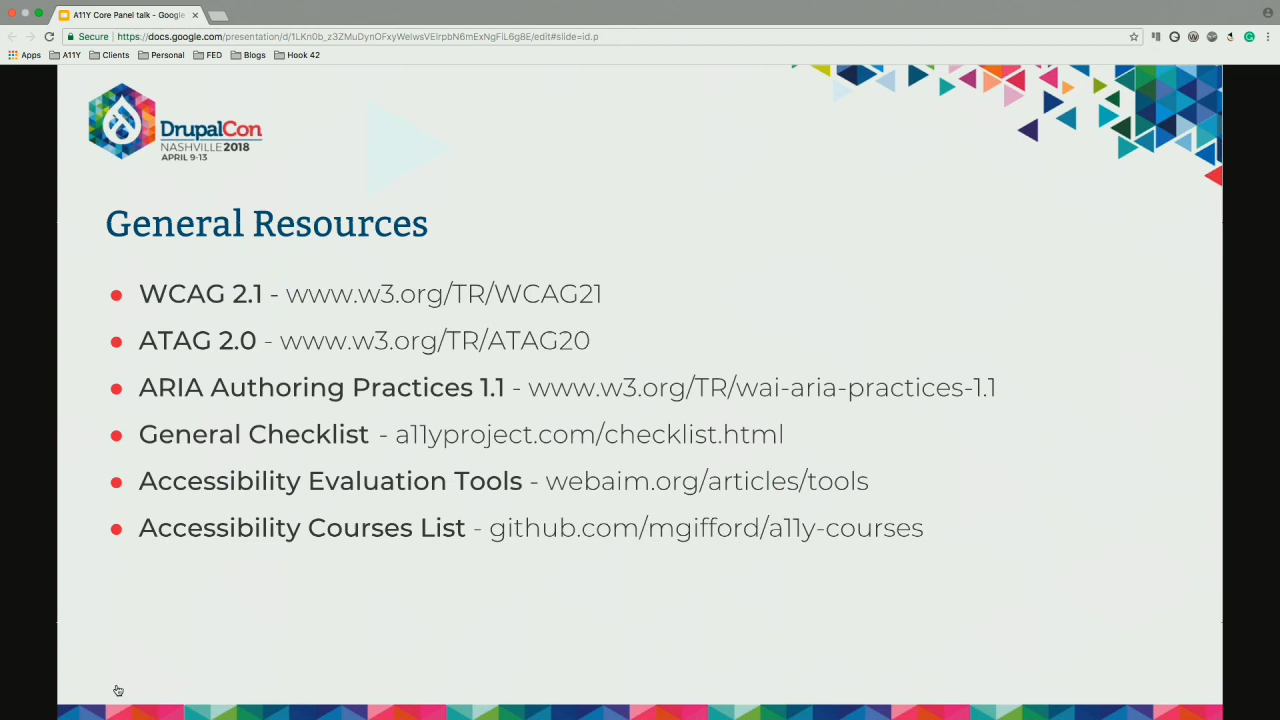 A11Y Core Panel talk - Google
Secure https://docs.google.com/presentation/d/1LKn0b_z3ZMuDynOFxyWelwsVEIrpbN6mExNgFiL6g8E/edit#slide=id.p
Apps A11Y Clients Personal FED Blogs Hook 42
DrupalCon
NASHVILLE 2018
APRIL 9-13
General Resources
● WCAG 2.1 - www.w3.org/TR/WCAG21
● ATAG 2.0 - www.w3.org/TR/ATAG20
● ARIA Authoring Practices 1.1 - www.w3.org/TR/wai-aria-practices-1.1
● General Checklist - a11yproject.com/checklist.html
● Accessibility Evaluation Tools - webaim.org/articles/tools
● Accessibility Courses List - github.com/mgifford/a11y-courses